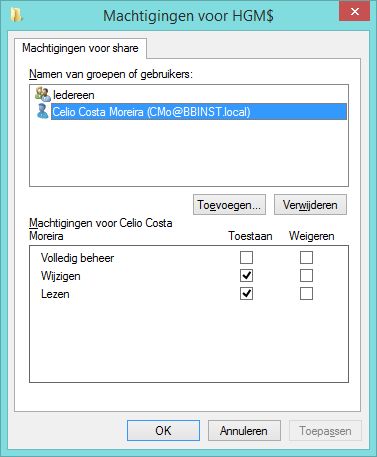 Machtigingen voor HGM$
Machtigingen voor share
Namen van groepen of gebruikers:
Iedereen
Celio Costa Moreira (CMo@BBINST.local)
Toevoegen... Verwijderen
Machtigingen voor Celio Costa
Moreira Toestaan Weigeren
Volledig beheer
Wijzigen
Lezen
OK Annuleren Toepassen